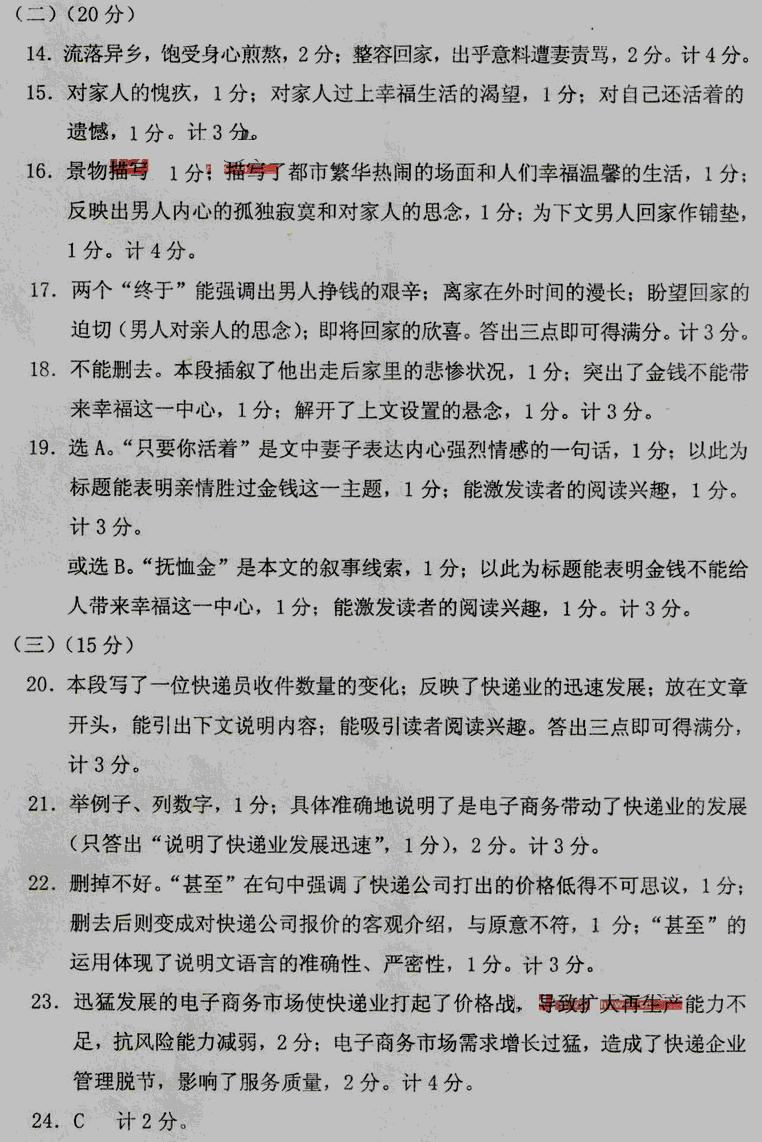 （二）（20分）
14．流落异乡，饱受身心煎熬，2分；整容回家，出乎意料遭妻责骂，2分。计4分。
15．对家人的愧疚，1分；对家人过上幸福生活的渴望，1分；对自己还活着的
遗憾，1分。计3分。
16．景物描写 1分；描写了都市繁华热闹的场面和人们幸福温馨的生活，1分；
反映出男人内心的孤独寂寞和对家人的思念，1分；为下文男人回家作铺垫，
1分。计4分。
17．两个“终于”能强调出男人挣钱的艰辛；离家在外时间的漫长；盼望回家的
迫切（男人对亲人的思念）；即将回家的欣喜。答出三点即可得满分。计3分。
18．不能删去。本段插叙了他出走后家里的悲惨状况，1分；突出了金钱不能带
来幸福这一中心，1分；解开了上文设置的悬念，1分。计3分。
19．选A。“只要你活着”是文中妻子表达内心强烈情感的一句话，1分；以此为
标题能表明亲情胜过金钱这一主题，1分；能激发读者的阅读兴趣，1分。
计3分。
或选B。“抚恤金”是本文的叙事线索，1分；以此为标题能表明金钱不能给
人带来幸福这一中心，1分；能激发读者的阅读兴趣，1分。计3分。
（三）（15分）
20．本段写了一位快递员收件数量的变化；反映了快递业的迅速发展；放在文章
开头，能引出下文说明内容；能吸引读者阅读兴趣。答出三点即可得满分，
计3分。
21．举例子、列数字，1分；具体准确地说明了是电子商务带动了快递业的发展
（只答出“说明了快递业发展迅速”，1分），2分。计3分。
22．删掉不好。“甚至”在句中强调了快递公司打出的价格低得不可思议，1分；
删去后则变成对快递公司报价的客观介绍，与原意不符，1分；“甚至”的
运用体现了说明文语言的准确性、严密性，1分。计3分。
23．迅猛发展的电子商务市场使快递业打起了价格战，导致扩大再生产能力不
足，抗风险能力减弱，2分；电子商务市场需求增长过猛，造成了快递企业
管理脱节，影响了服务质量，2分。计4分。
24．C 计2分。